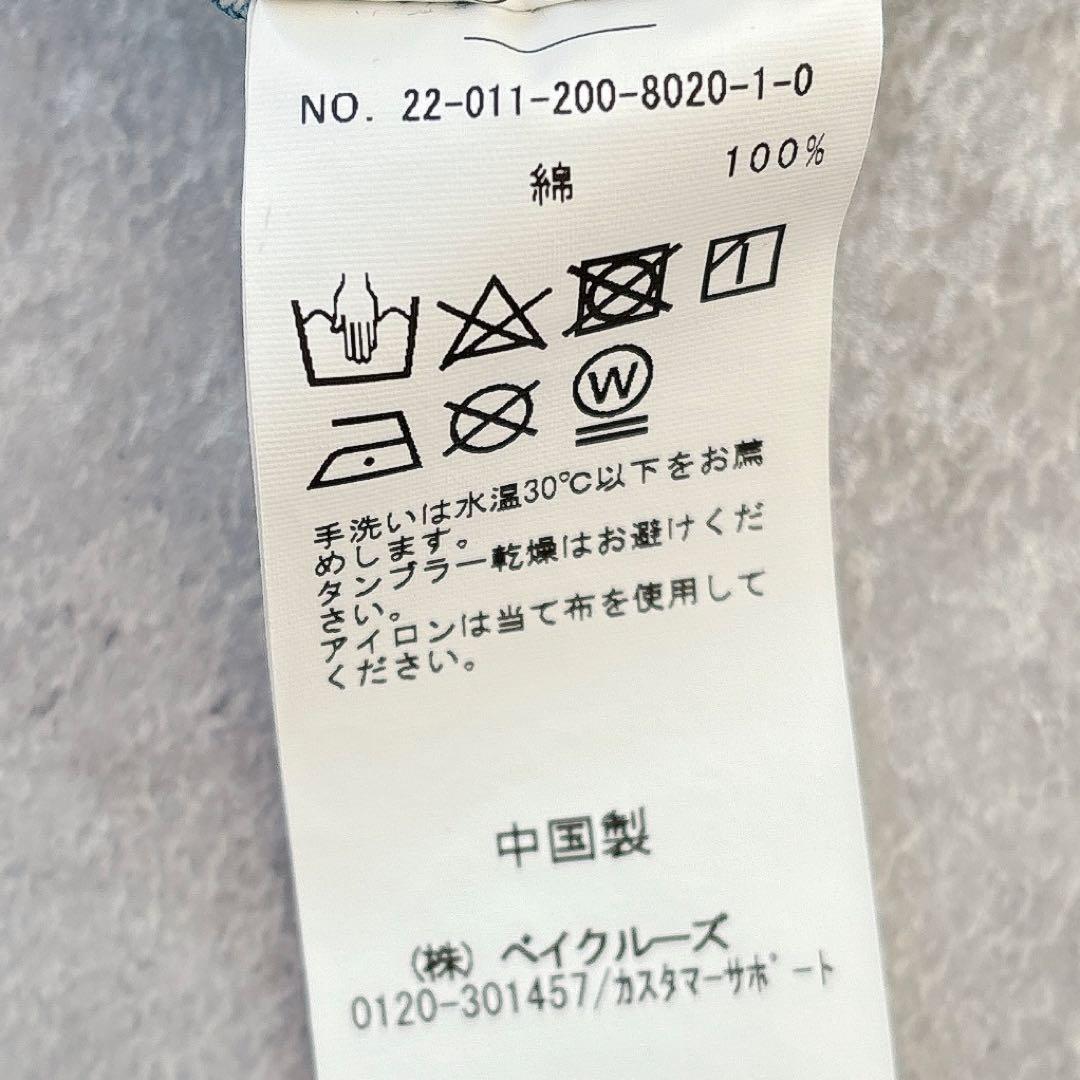 NO. 22-011-200-8020-1-0
綿 100%
W
手洗いは水温30℃以下をお薦
めします。
タンブラー乾燥はお避けくだ
さい。
アイロンは当て布を使用して
ください。
中国製
(株) ベイクルーズ
0120-301457/カスタマーサポート